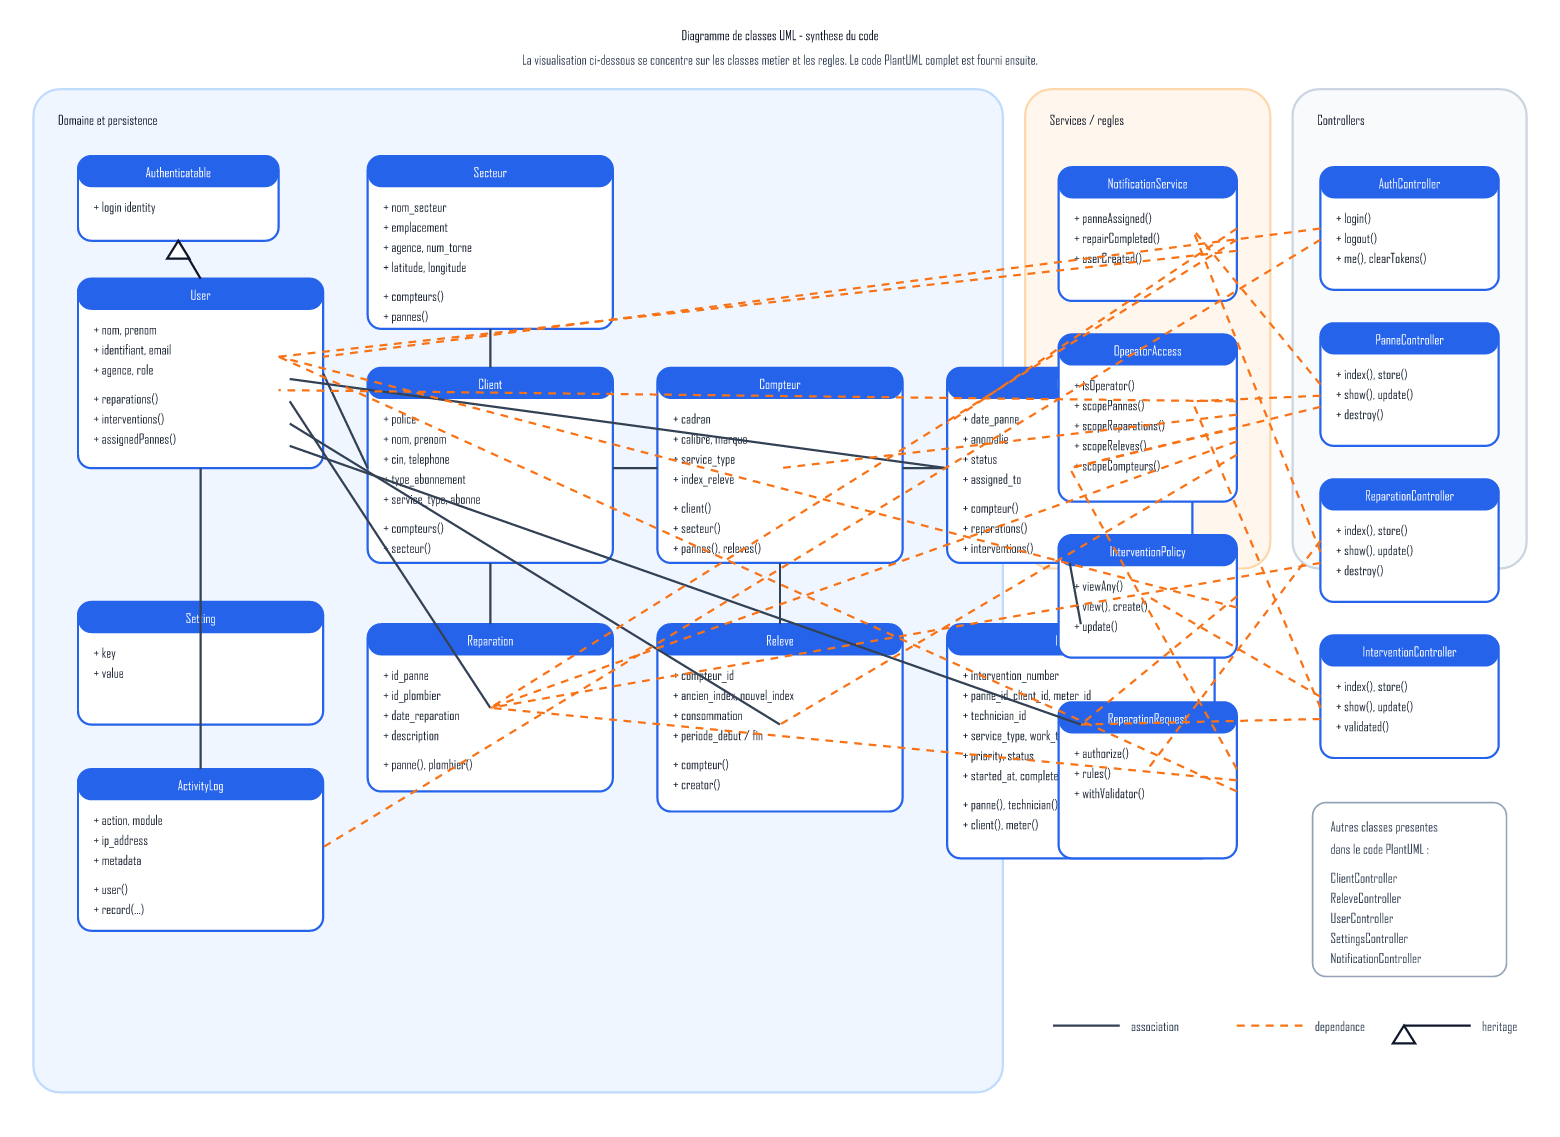 Diagramme de classes UML - synthese du code
La visualisation ci-dessous se concentre sur les classes metier et les regles. Le code PlantUML complet est fourni ensuite.
Domaine et persistence
Authenticatable
+ login identity
User
+ nom, prenom
+ identifiant, email
+ agence, role
+ reparations()
+ interventions()
+ assignedPannes()
Setting
+ key
+ value
ActivityLog
+ action, module
+ ip_address
+ metadata
+ user()
+ record(...)
Secteur
+ nom_secteur
+ emplacement
+ agence, num_torne
+ latitude, longitude
+ compteurs()
+ pannes()
Client
+ police
+ nom, prenom
+ cin, telephone
+ type_abonnement
+ service_type, abonne
+ compteurs()
+ secteur()
Reparation
+ id_panne
+ id_plombier
+ date_reparation
+ description
+ panne(), plombier()
Compteur
+ cadran
+ calibre, marque
+ service_type
+ index_releve
+ client()
+ secteur()
+ pannes(), releves()
Releve
+ compteur_id
+ ancien_index, nouvel_index
+ consommation
+ periode_debut / fin
+ compteur()
+ creator()
+ date_panne
+ anomalie
+ status
+ assigned_to
+ compteur()
+ reparations()
+ interventions()
+ intervention_number
+ panne_id, client_id, meter_id
+ technician_id
+ service_type, work_t
+ priority, status
+ started_at, complete
+ panne(), technician()
+ client(), meter()
Services / regles
NotificationService
+ panneAssigned()
+ repairCompleted()
+ userCreated()
OperatorAccess
+ isOperator()
+ scopePannes()
+ scopeReparations()
+ scopeReleves()
+ scopeCompteurs()
InterventionPolicy
+ viewAny()
+ view(), create()
+ update()
ReparationRequest
+ authorize()
+ rules()
+ withValidator()
Controllers
AuthController
+ login()
+ logout()
+ me(), clearTokens()
PanneController
+ index(), store()
+ show(), update()
+ destroy()
ReparationController
+ index(), store()
+ show(), update()
+ destroy()
InterventionController
+ index(), store()
+ show(), update()
+ validated()
Autres classes presentes
dans le code PlantUML :
ClientController
ReleveController
UserController
SettingsController
NotificationController
association
dependance
heritage